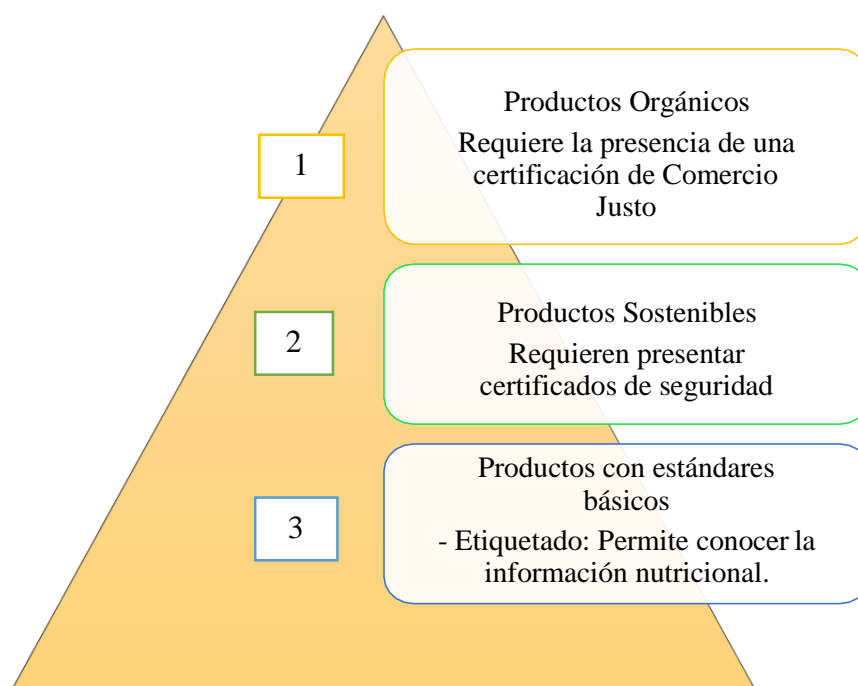 1
Productos Orgánicos
Requiere la presencia de una
certificación de Comercio
Justo
2
Productos Sostenibles
Requieren presentar
certificados de seguridad
3
Productos con estándares
básicos
- Etiquetado: Permite conocer la
información nutricional.